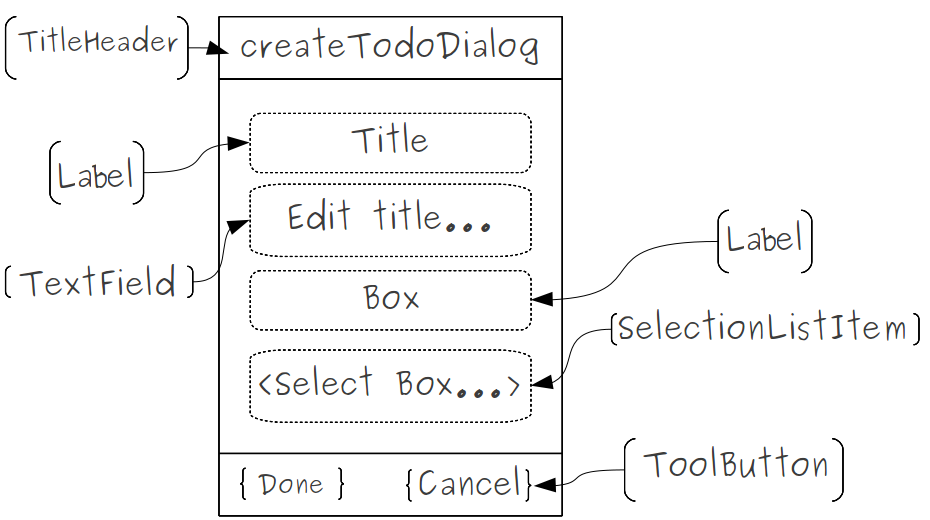 {TitleHeader}
createTodoDialog
{Label}
Title
{TextField}
Edit title...
{Label}
Box
{SelectionListItem}
<Select Box...>
{ Done }
{Cancel}
{ToolButton}